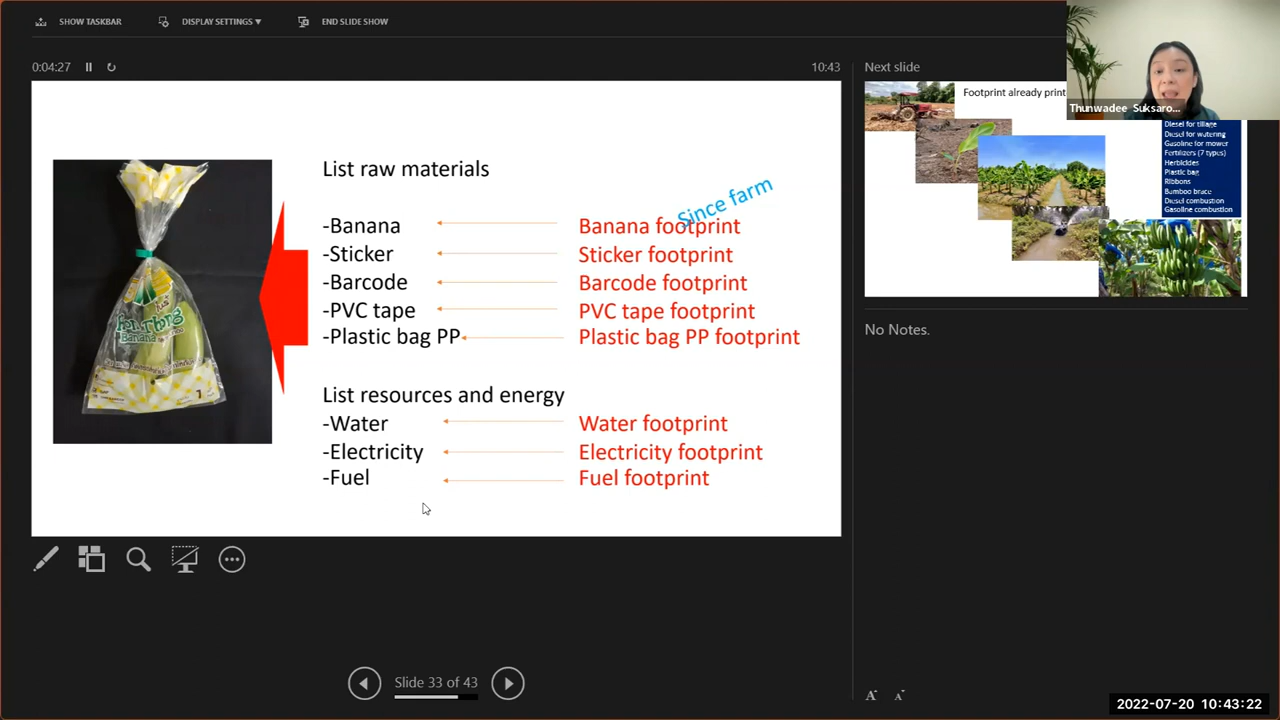 SHOW TASKBAR
DISPLAY SETTINGS ▼
END SLIDE SHOW
0:04:27
10:43
List raw materials
Since farm
-Banana
Banana footprint
-Sticker
Sticker footprint
-Barcode
Barcode footprint
-PVC tape
PVC tape footprint
-Plastic bag PP
Plastic bag PP footprint
List resources and energy
-Water
Water footprint
-Electricity
Electricity footprint
-Fuel
Fuel footprint
Banana
1
Slide 33 of 43
Next slide
Footprint already print
Diesel for tillage
Diesel for watering
Gasoline for mower
Fertilizers (7 types)
Herbicides
Plastic bag
Ribbons
Bamboo brace
Diesel combustion
Gasoline combustion
No Notes.
Thunwadee Suksaro...
A
A
2022-07-20 10:43:22